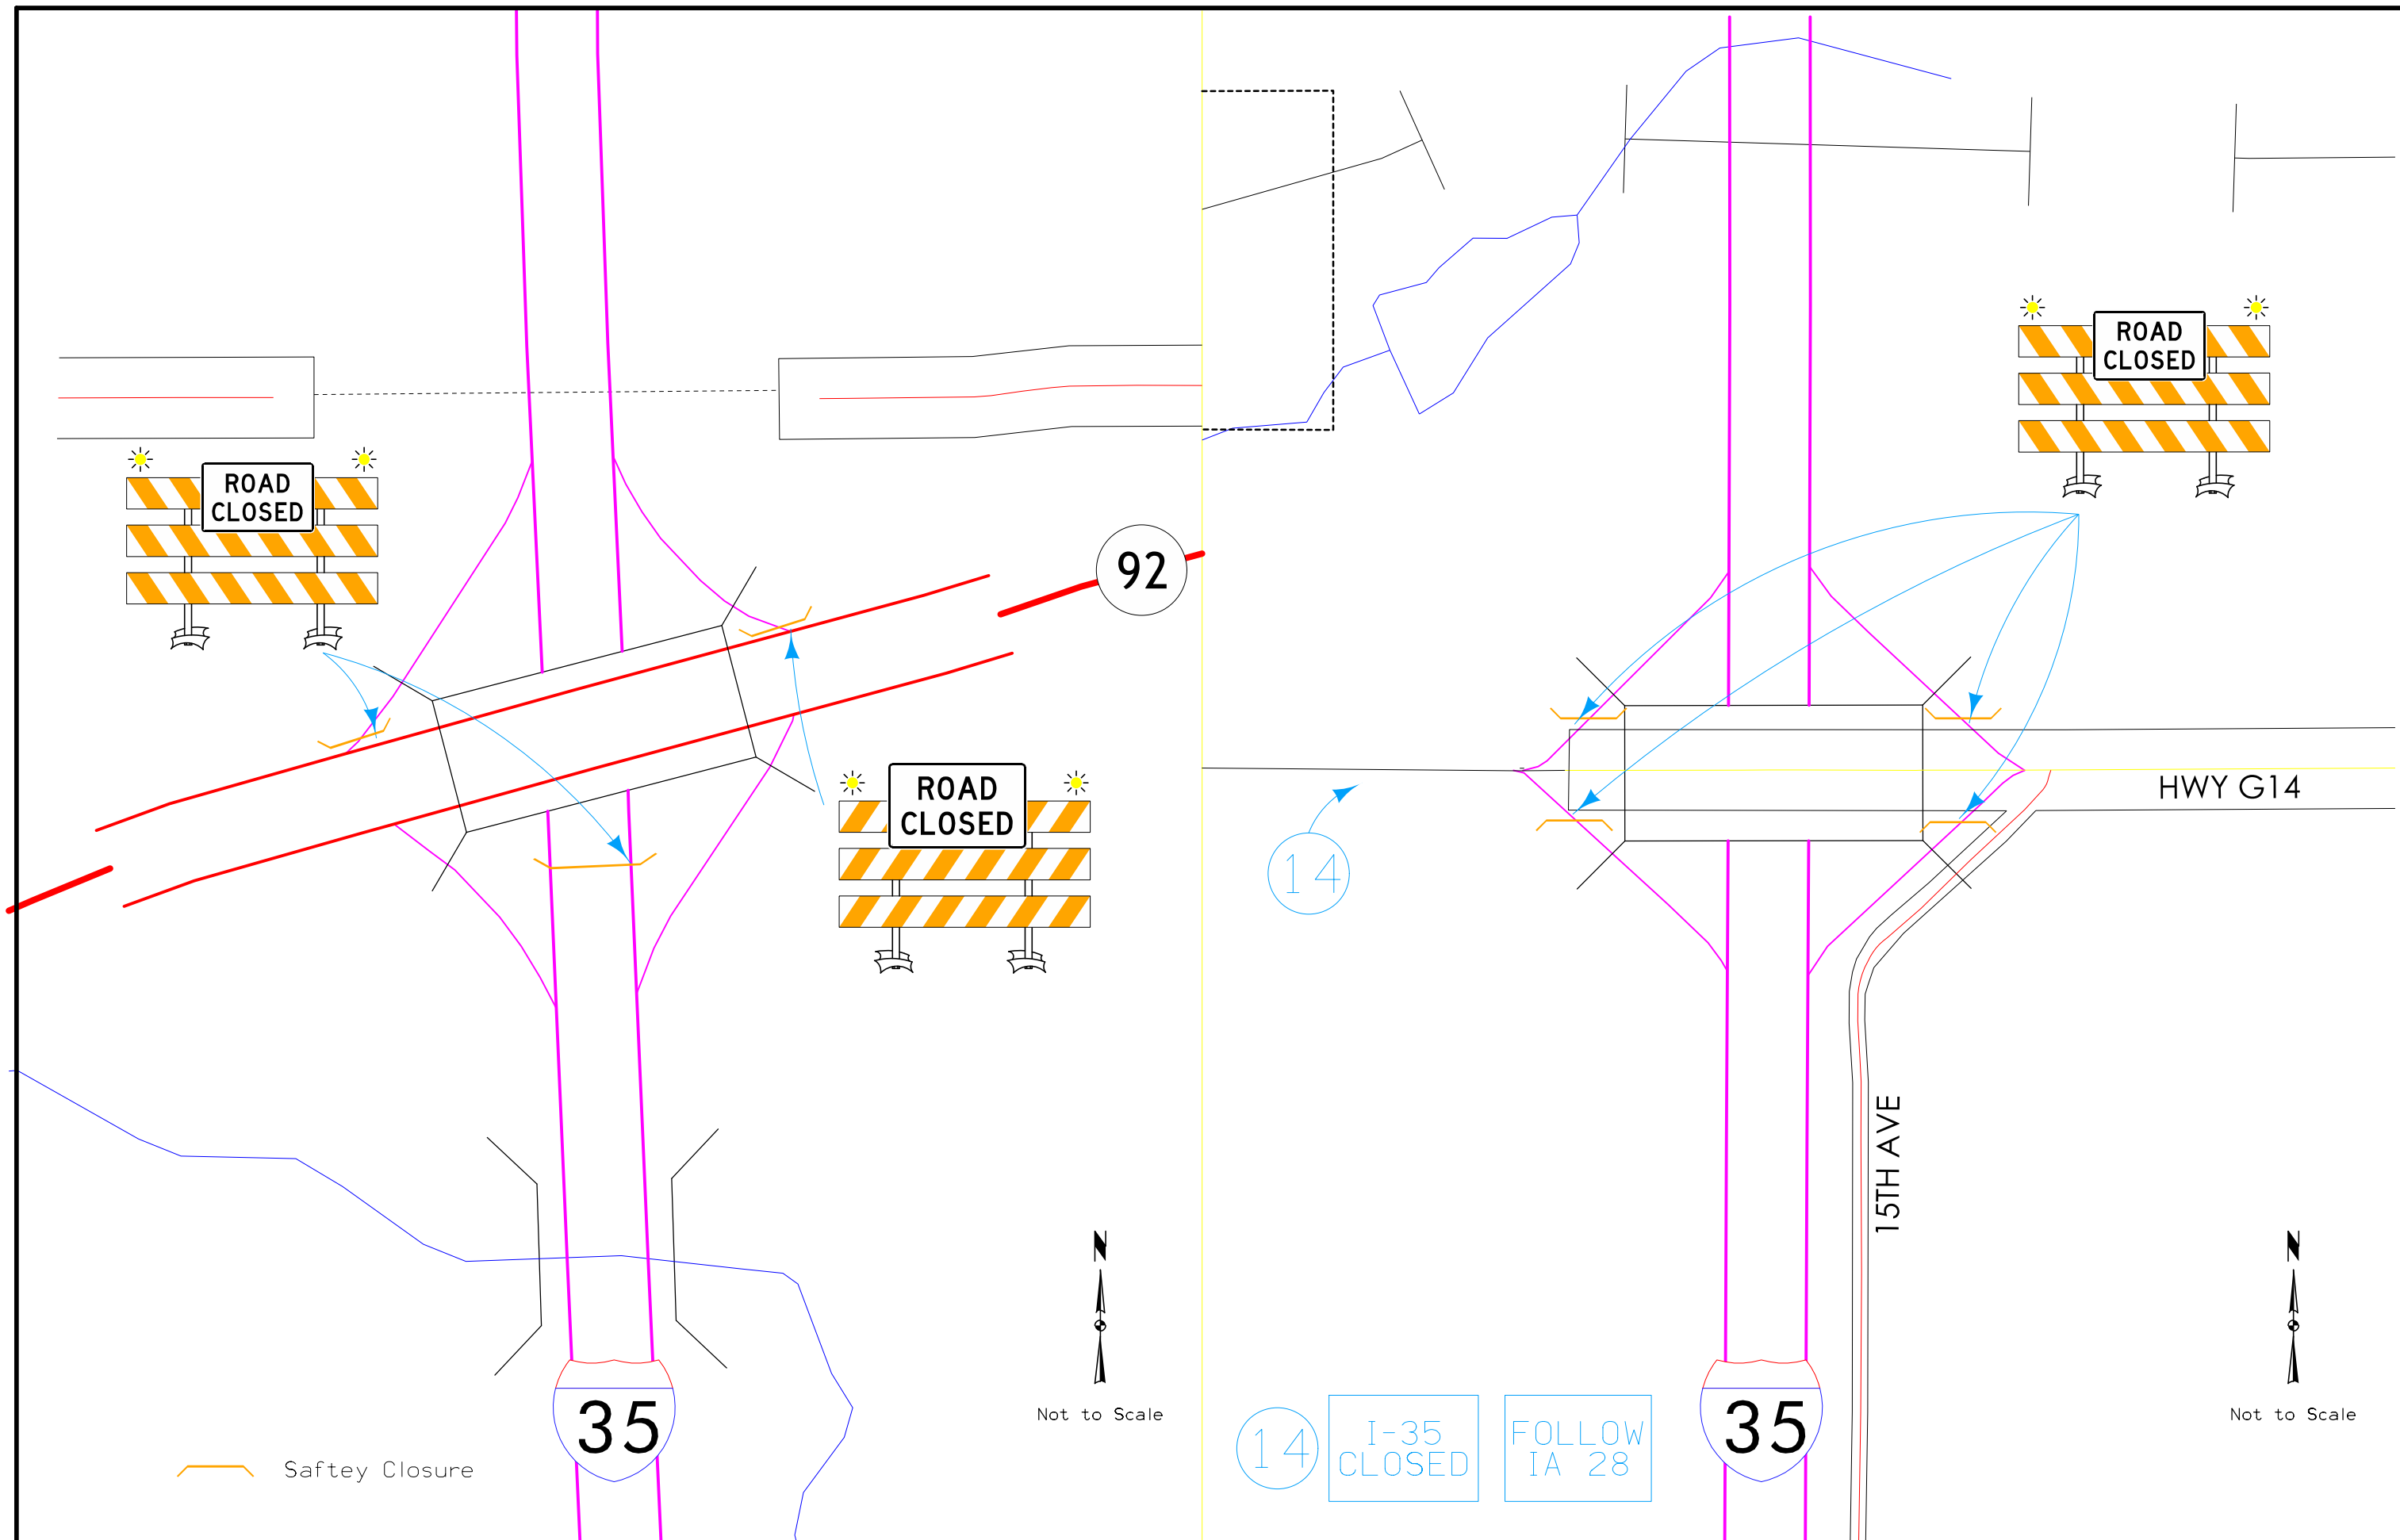 ROAD
CLOSED
92
ROAD
CLOSED
N
Not to Scale
35
Saftey Closure
ROAD
CLOSED
HWY G14
14
15TH AVE
N
Not to Scale
14
I-35
CLOSED
FOLLOW
IA 28
35